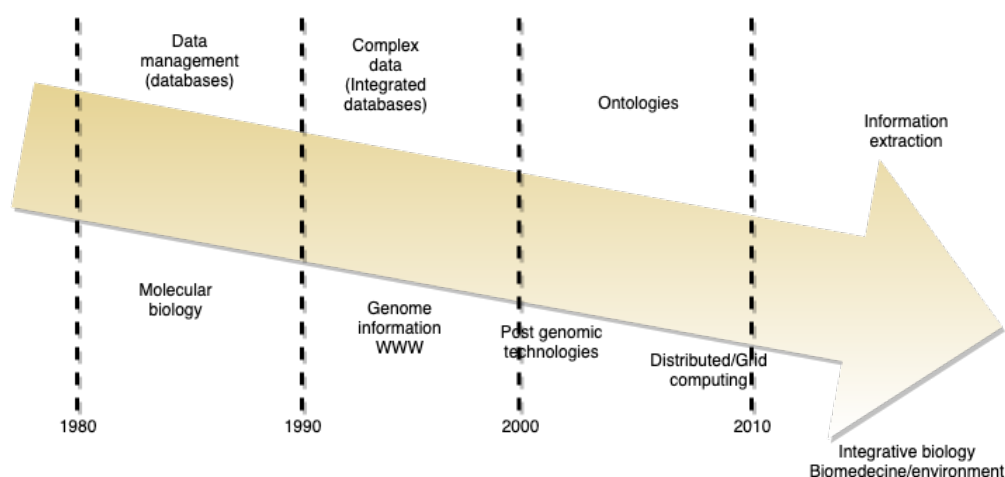 Data
management
(databases)
Complex
data
(Integrated
databases)
Ontologies
Information
extraction
Molecular
biology
Genome
information
WWW
Post genomic
technologies
Distributed/Grid
computing
1980
1990
2000
2010
Integrative biology
Biomedecine/environment